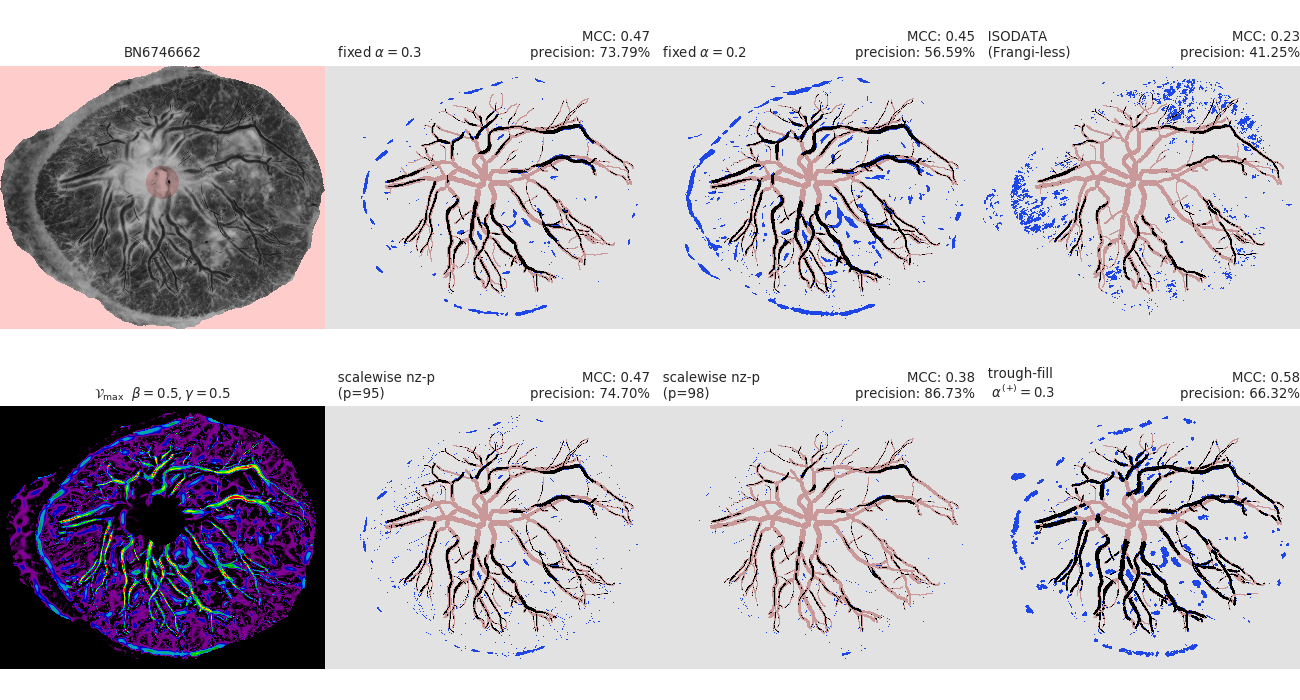 BN6746662
fixed α = 0.3
MCC: 0.47
precision: 73.79%
fixed α = 0.2
MCC: 0.45
precision: 56.59%
ISODATA
(Frangi-less)
MCC: 0.23
precision: 41.25%
𝒱max β = 0.5, γ = 0.5
scalewise nz-p
(p=95)
MCC: 0.47
precision: 74.70%
scalewise nz-p
(p=98)
MCC: 0.38
precision: 86.73%
trough-fill
α(+) = 0.3
MCC: 0.58
precision: 66.32%